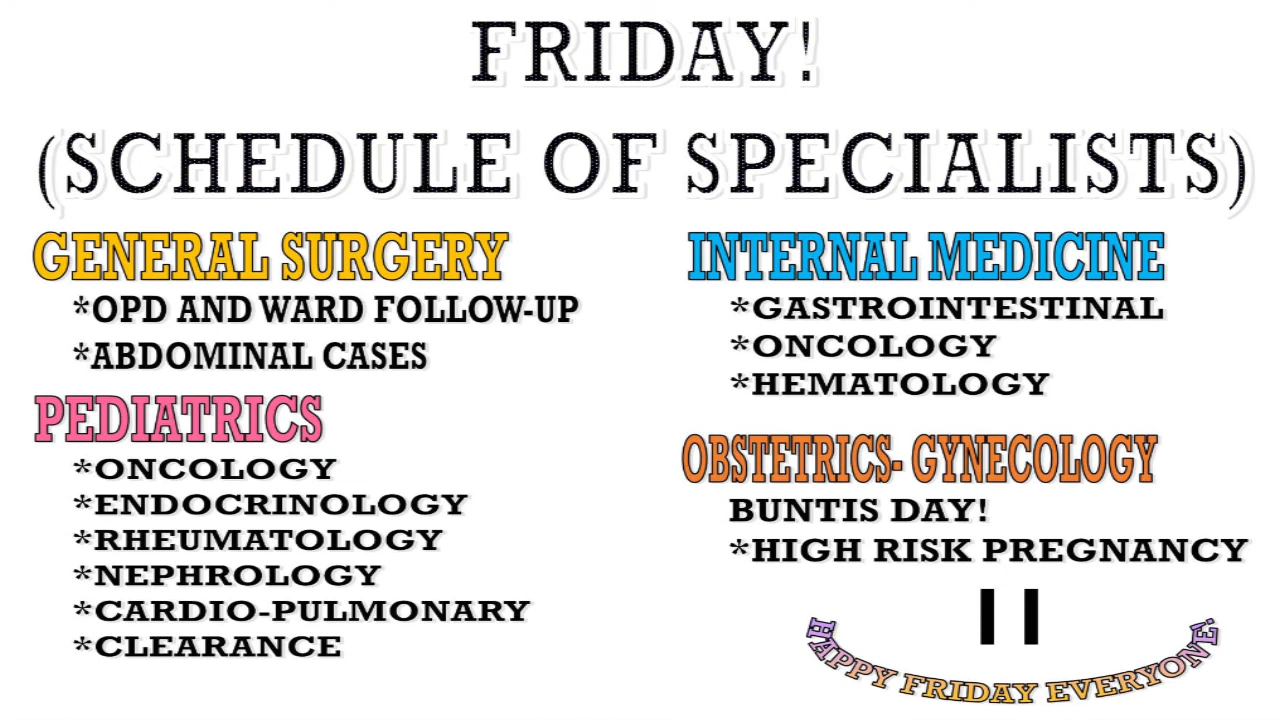 FRIDAY!
(SCHEDULE OF SPECIALISTS)
GENERAL SURGERY
*OPD AND WARD FOLLOW-UP
*ABDOMINAL CASES
PEDIATRICS
*ONCOLOGY
*ENDOCRINOLOGY
*RHEUMATOLOGY
*NEPHROLOGY
*CARDIO-PULMONARY
*CLEARANCE
INTERNAL MEDICINE
*GASTROINTESTINAL
*ONCOLOGY
*HEMATOLOGY
OBSTETRICS- GYNECOLOGY
BUNTIS DAY!
*HIGH RISK PREGNANCY
HAPPY FRIDAY EVERYONE!